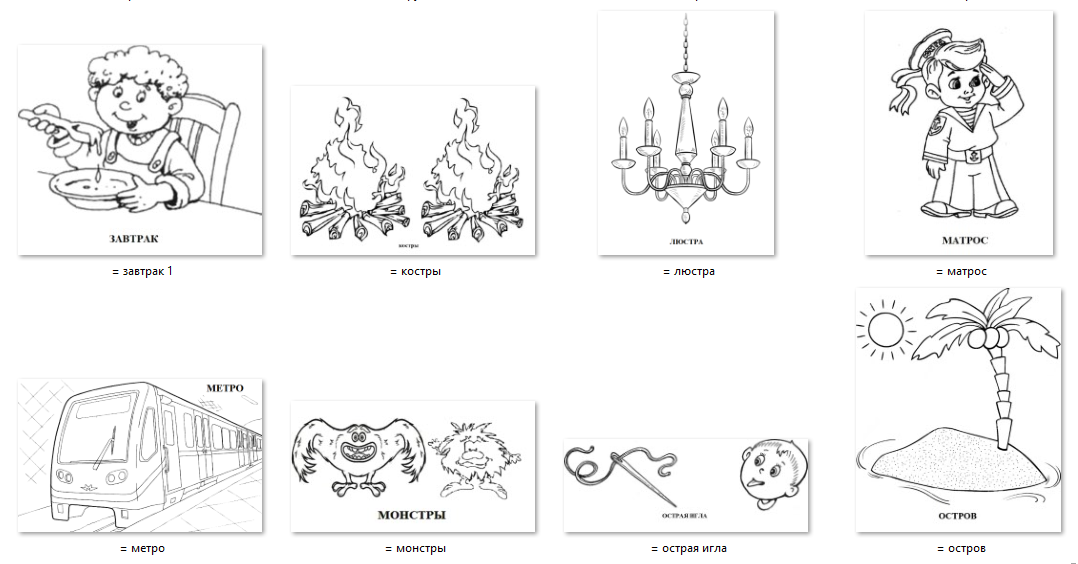 ЗАВТРАК
костры
ЛЮСТРА
МАТРОС
= завтрак 1
= костры
= люстра
= матрос
МЕТРО
МОНСТРЫ
ОСТРАЯ ИГЛА
ОСТРОВ
= метро
= монстры
= острая игла
= остров